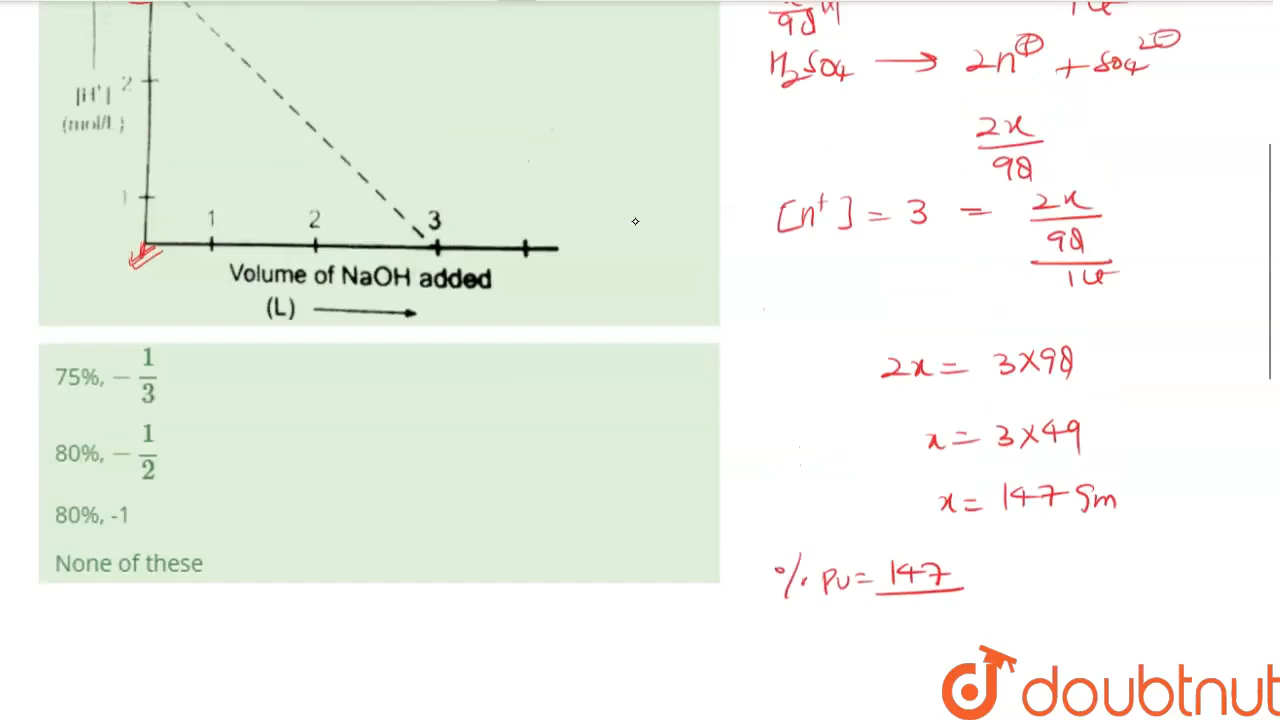 2
[H⁺]
(mol/L)
1
1 2 3
Volume of NaOH added
(L)
75%, −1/3
80%, −1/2
80%, -1
None of these
x/98
H₂SO₄ → 2H⊕ + SO₄²⊖
2x/98
[H⁺] = 3 = 2x/98/1L
2x = 3×98
x = 3×49
x = 147 gm
% Pu = 147
doubtnut